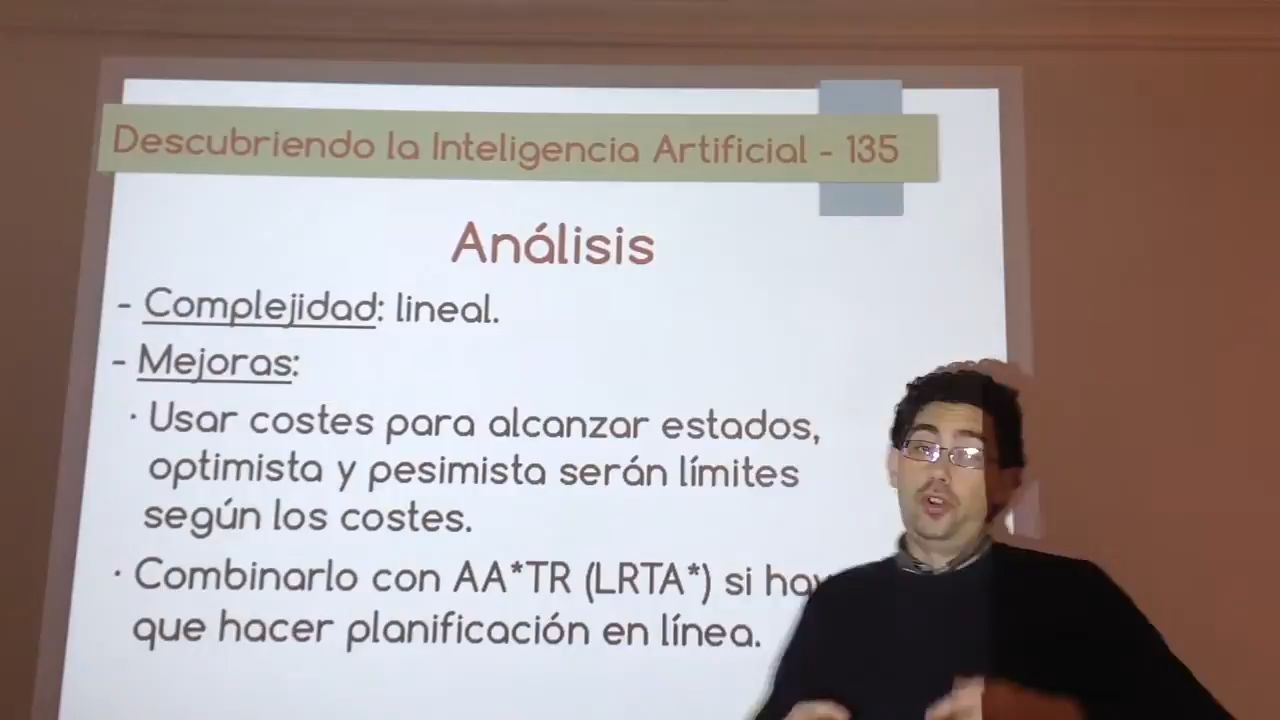 Descubriendo la Inteligencia Artificial - 135
Análisis
- Complejidad: lineal.
- Mejoras:
· Usar costes para alcanzar estados,
optimista y pesimista serán límites
según los costes.
· Combinarlo con AA*TR (LRTA*) si hay
que hacer planificación en línea.